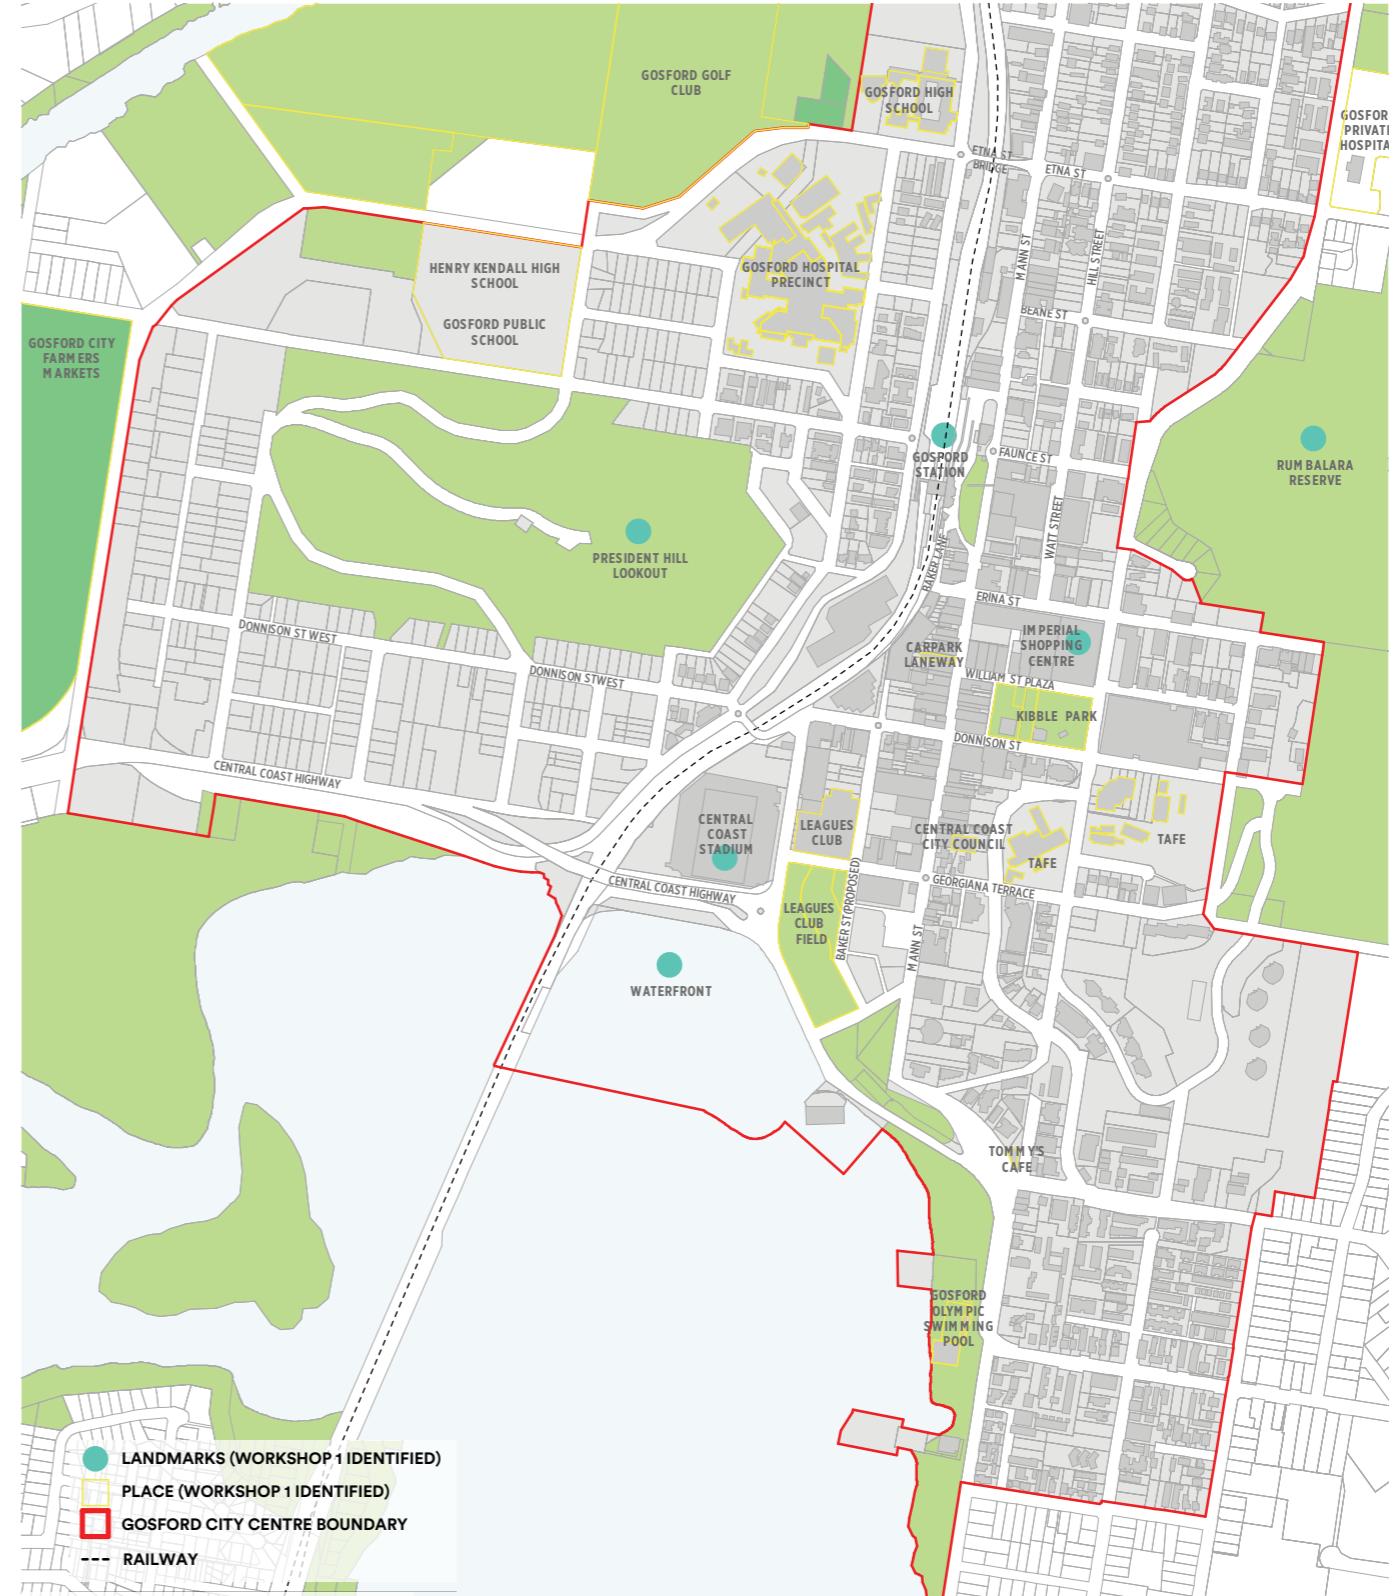 GOSFORD GOLF
CLUB
GOSFORD HIGH
SCHOOL
GOSFOR
PRIVAT
HOSPITA
ETNA ST
BRIDGE
ETNA ST
MANN ST
HILL STREET
HENRY KENDALL HIGH
SCHOOL
GOSFORD PUBLIC
SCHOOL
GOSFORD HOSPITAL
PRECINCT
BEANE ST
GOSFORD CITY
FARMERS
MARKETS
GOSFORD
STATION
FAUNCE ST
RUMBALARA
RESERVE
WATT STREET
PRESIDENT HILL
LOOKOUT
BAKER LANE
ERINA ST
DONNISON ST WEST
IMPERIAL
SHOPPING
CENTRE
CARPARK
LANEWAY
WILLIAM ST PLAZA
DONNISON ST WEST
KIBBLE PARK
DONNISON ST
CENTRAL COAST HIGHWAY
CENTRAL
COAST
STADIUM
LEAGUES
CLUB
CENTRAL COAST
CITY COUNCIL
TAFE
TAFE
CENTRAL COAST HIGHWAY
GEORGIANA TERRACE
LEAGUES
CLUB
FIELD
BAKER ST (PROPOSED)
MANN ST
WATERFRONT
TOMMY'S
CAFE
GOSFORD
OLYMPIC
SWIMMING
POOL
LANDMARKS (WORKSHOP 1 IDENTIFIED)
PLACE (WORKSHOP 1 IDENTIFIED)
GOSFORD CITY CENTRE BOUNDARY
RAILWAY